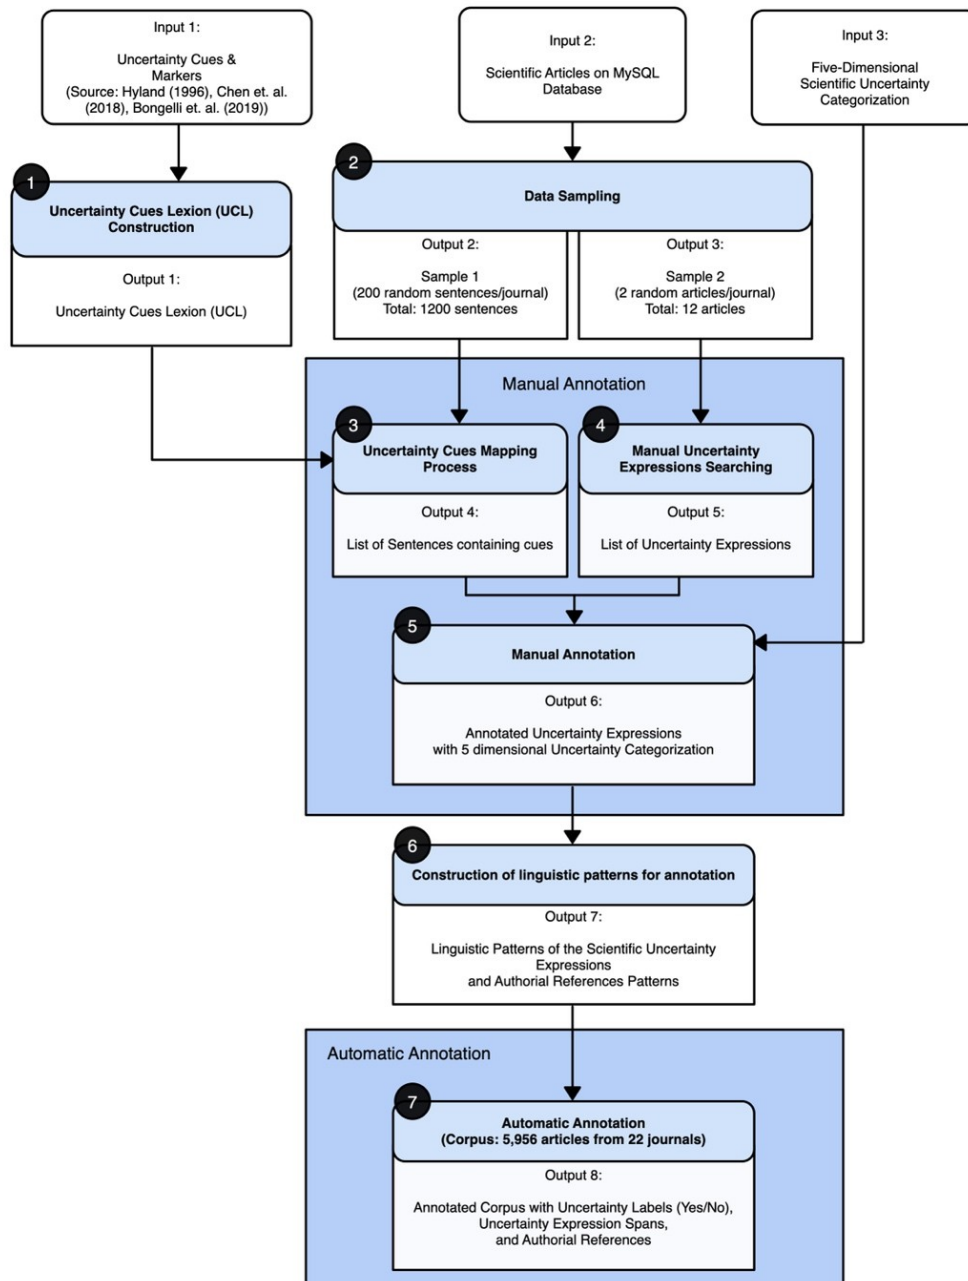 Input 1:
Uncertainty Cues &
Markers
(Source: Hyland (1996), Chen et. al.
(2018), Bongelli et. al. (2019))
Input 2:
Scientific Articles on MySQL
Database
Input 3:
Five-Dimensional
Scientific Uncertainty
Categorization
1
Uncertainty Cues Lexion (UCL)
Construction
Output 1:
Uncertainty Cues Lexion (UCL)
2
Data Sampling
Output 2:
Sample 1
(200 random sentences/journal)
Total: 1200 sentences
Output 3:
Sample 2
(2 random articles/journal)
Total: 12 articles
Manual Annotation
3
Uncertainty Cues Mapping
Process
Output 4:
List of Sentences containing cues
4
Manual Uncertainty
Expressions Searching
Output 5:
List of Uncertainty Expressions
5
Manual Annotation
Output 6:
Annotated Uncertainty Expressions
with 5 dimensional Uncertainty Categorization
6
Construction of linguistic patterns for annotation
Output 7:
Linguistic Patterns of the Scientific Uncertainty
Expressions
and Authorial References Patterns
Automatic Annotation
7
Automatic Annotation
(Corpus: 5,956 articles from 22 journals)
Output 8:
Annotated Corpus with Uncertainty Labels (Yes/No),
Uncertainty Expression Spans,
and Authorial References